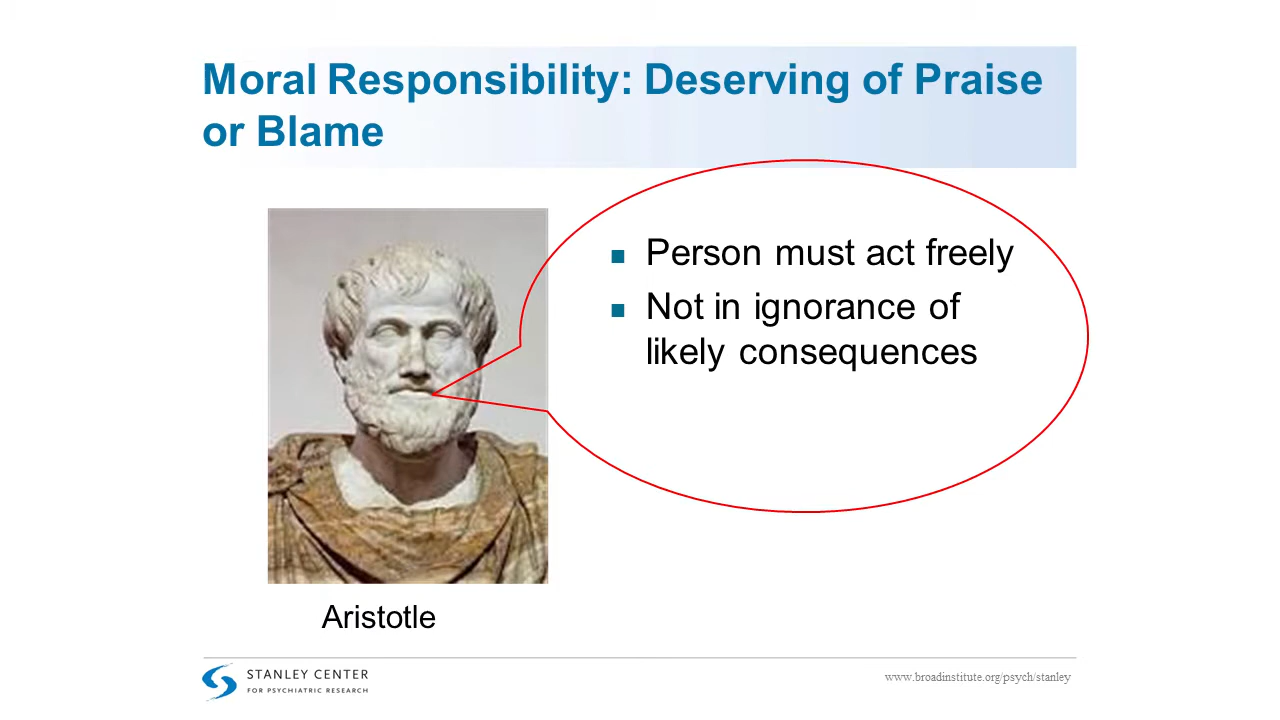 Moral Responsibility: Deserving of Praise
or Blame
Person must act freely
Not in ignorance of
likely consequences
Aristotle
STANLEY CENTER
FOR PSYCHIATRIC RESEARCH
www.broadinstitute.org/psych/stanley